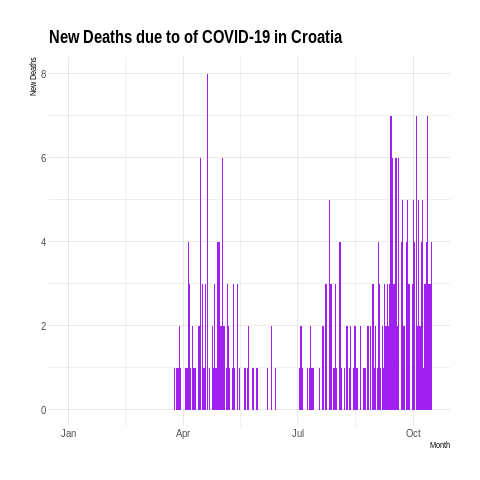 New Deaths due to of COVID-19 in Croatia
New Deaths
8
6
4
2
0
Jan Apr Jul Oct
Month